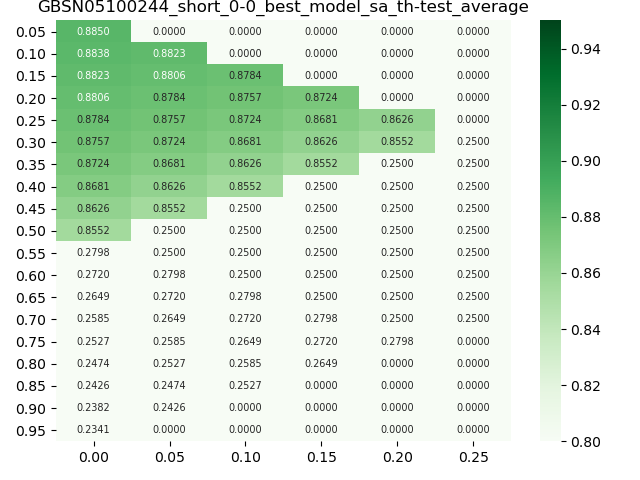 GBSN05100244_short_0-0_best_model_sa_th-test_average
0.05 0.8850 0.0000 0.0000 0.0000 0.0000 0.0000
0.10 0.8838 0.8823 0.0000 0.0000 0.0000 0.0000
0.15 0.8823 0.8806 0.8784 0.0000 0.0000 0.0000
0.20 0.8806 0.8784 0.8757 0.8724 0.0000 0.0000
0.25 0.8784 0.8757 0.8724 0.8681 0.8626 0.0000
0.30 0.8757 0.8724 0.8681 0.8626 0.8552 0.2500
0.35 0.8724 0.8681 0.8626 0.8552 0.2500 0.2500
0.40 0.8681 0.8626 0.8552 0.2500 0.2500 0.2500
0.45 0.8626 0.8552 0.2500 0.2500 0.2500 0.2500
0.50 0.8552 0.2500 0.2500 0.2500 0.2500 0.2500
0.55 0.2798 0.2500 0.2500 0.2500 0.2500 0.2500
0.60 0.2720 0.2798 0.2500 0.2500 0.2500 0.2500
0.65 0.2649 0.2720 0.2798 0.2500 0.2500 0.2500
0.70 0.2585 0.2649 0.2720 0.2798 0.2500 0.2500
0.75 0.2527 0.2585 0.2649 0.2720 0.2798 0.0000
0.80 0.2474 0.2527 0.2585 0.2649 0.0000 0.0000
0.85 0.2426 0.2474 0.2527 0.0000 0.0000 0.0000
0.90 0.2382 0.2426 0.0000 0.0000 0.0000 0.0000
0.95 0.2341 0.0000 0.0000 0.0000 0.0000 0.0000
0.00 0.05 0.10 0.15 0.20 0.25
0.94
0.92
0.90
0.88
0.86
0.84
0.82
0.80